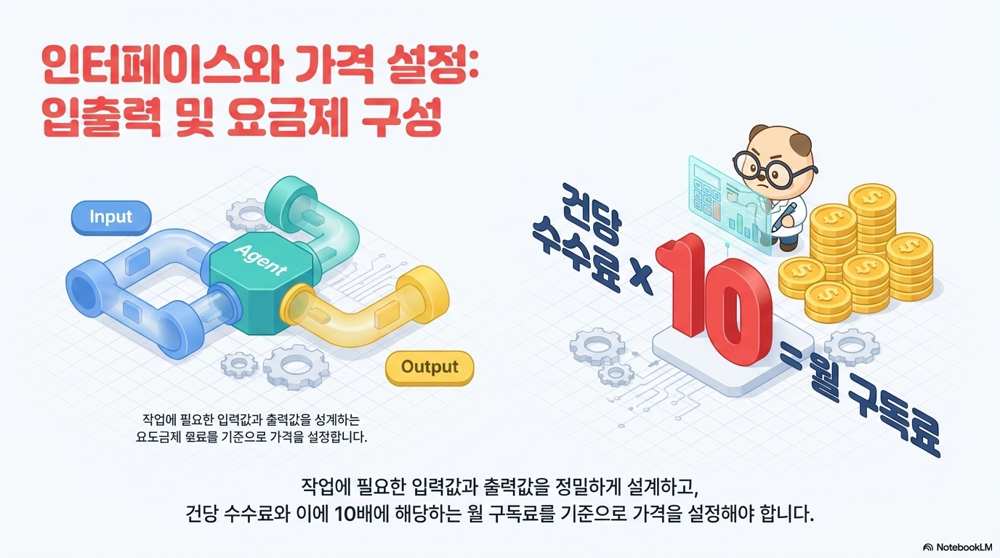 인터페이스와 가격 설정:
입출력 및 요금제 구성
Input
Agent
Output
작업에 필요한 입력값과 출력값을 성계하는
요도금제 료를 기준으로 가격을 설정합니다.
건당
수수료 x
10
= 월 구독료
작업에 필요한 입력값과 출력값을 정밀하게 설계하고,
건당 수수료와 이에 10배에 해당하는 월 구독료를 기준으로 가격을 설정해야 합니다.
NotebookLM